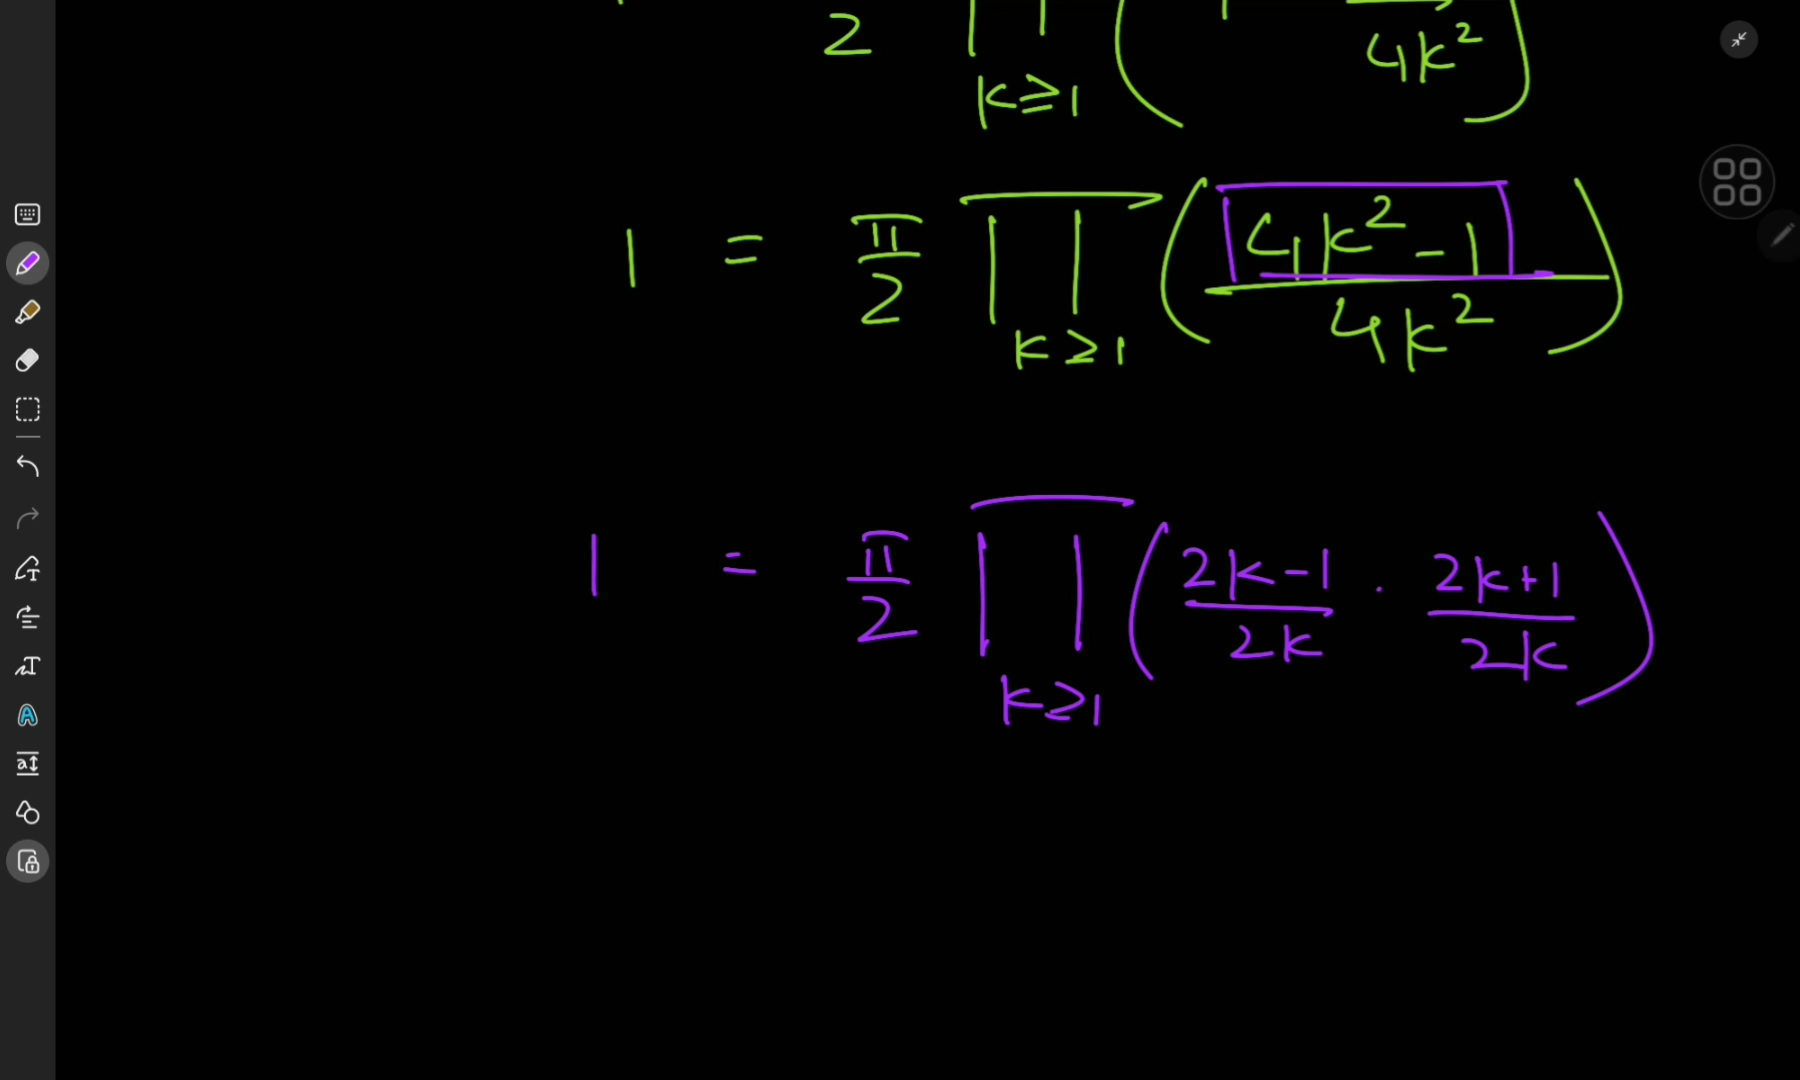 2 ∏ k≥1 ( 4k²)
1 = π/2 ∏ k≥1 ( (4k² - 1) / 4k² )
1 = π/2 ∏ k≥1 ( (2k-1)/2k · (2k+1)/2k )